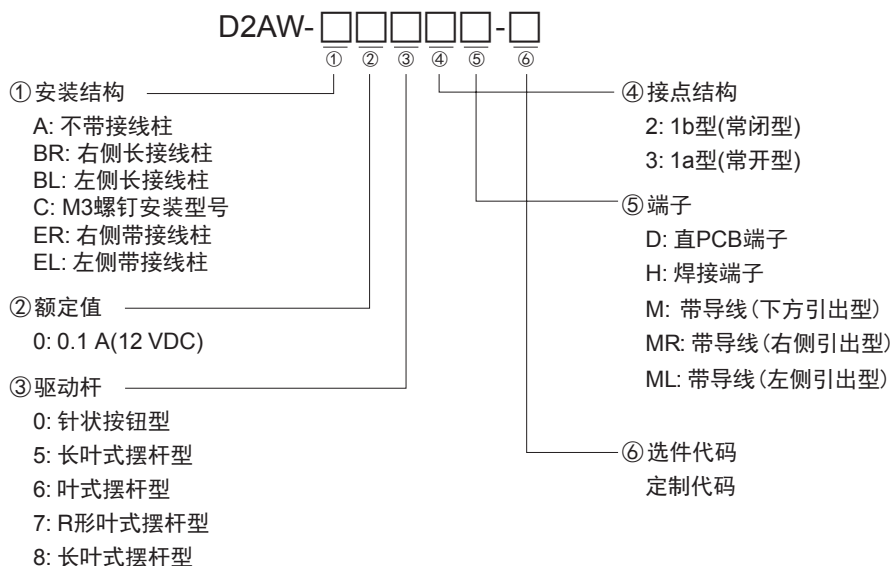 D2AW-□□□□□-□
① ② ③ ④ ⑤ ⑥
①安装结构
A: 不带接线柱
BR: 右侧长接线柱
BL: 左侧长接线柱
C: M3螺钉安装型号
ER: 右侧带接线柱
EL: 左侧带接线柱
②额定值
0: 0.1 A(12 VDC)
③驱动杆
0: 针状按钮型
5: 长叶式摆杆型
6: 叶式摆杆型
7: R形叶式摆杆型
8: 长叶式摆杆型
④接点结构
2: 1b型(常闭型)
3: 1a型(常开型)
⑤端子
D: 直PCB端子
H: 焊接端子
M: 带导线(下方引出型)
MR: 带导线(右侧引出型)
ML: 带导线(左侧引出型)
⑥选件代码
定制代码